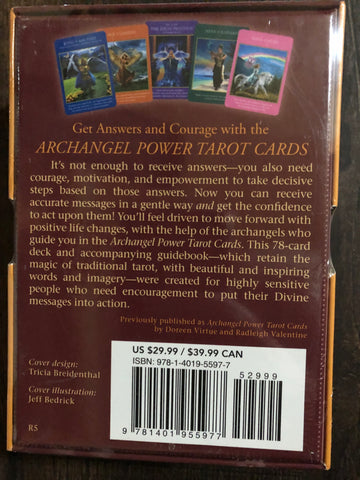 Get Answers and Courage with the
ARCHANGEL POWER TAROT CARDS
It's not enough to receive answers—you also need
courage, motivation, and empowerment to take decisive
steps based on those answers. Now you can receive
accurate messages in a gentle way and get the confidence
to act upon them! You'll feel driven to move forward with
positive life changes, with the help of the archangels who
guide you in the Archangel Power Tarot Cards. This 78-card
deck and accompanying guidebook—which retain the
magic of traditional tarot, with beautiful and inspiring
words and imagery—were created for highly sensitive
people who need encouragement to put their Divine
messages into action.
Previously published as Archangel Power Tarot Cards
by Doreen Virtue and Radleigh Valentine
Cover design:
Tricia Breidenthal
Cover illustration:
Jeff Bedrick
R5
US $29.99 / $39.99 CAN
ISBN: 978-1-4019-5597-7
52999
9 781401 955977